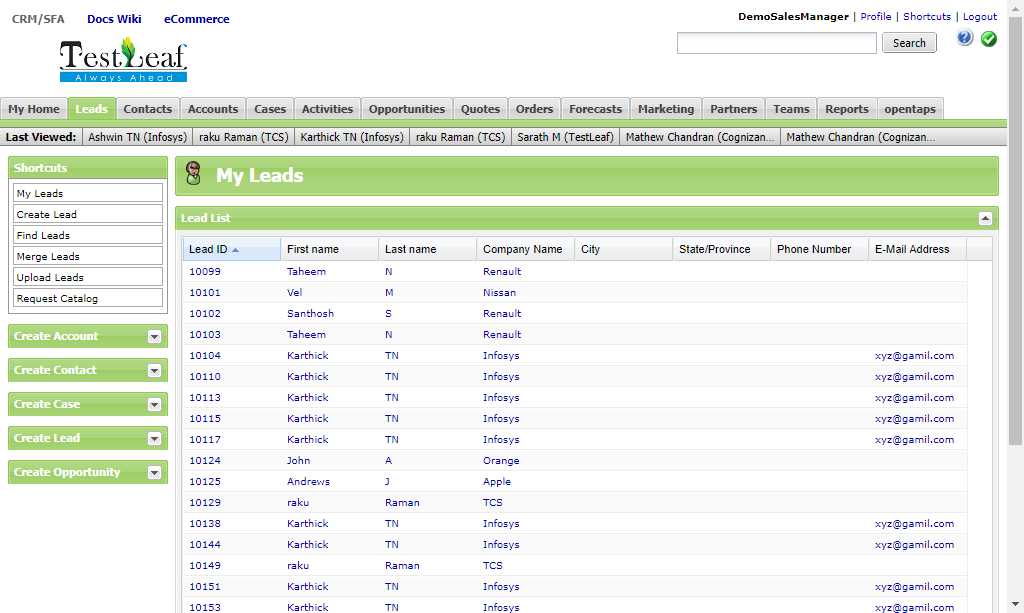 CRM/SFA Docs Wiki eCommerce
DemoSalesManager | Profile | Shortcuts | Logout
TestLeaf
Always Ahead
Search
My Home Leads Contacts Accounts Cases Activities Opportunities Quotes Orders Forecasts Marketing Partners Teams Reports opentaps
Last Viewed: Ashwin TN (Infosys) raku Raman (TCS) Karthick TN (Infosys) raku Raman (TCS) Sarath M (TestLeaf) Mathew Chandran (Cognizan... Mathew Chandran (Cognizan...
Shortcuts
My Leads
Create Lead
Find Leads
Merge Leads
Upload Leads
Request Catalog
Create Account
Create Contact
Create Case
Create Lead
Create Opportunity
My Leads
Lead List
Lead ID First name Last name Company Name City State/Province Phone Number E-Mail Address
10099 Taheem N Renault
10101 Vel M Nissan
10102 Santhosh S Renault
10103 Taheem N Renault
10104 Karthick TN Infosys xyz@gamil.com
10110 Karthick TN Infosys xyz@gamil.com
10113 Karthick TN Infosys xyz@gamil.com
10115 Karthick TN Infosys xyz@gamil.com
10117 Karthick TN Infosys xyz@gamil.com
10124 John A Orange
10125 Andrews J Apple
10129 raku Raman TCS
10138 Karthick TN Infosys xyz@gamil.com
10144 Karthick TN Infosys xyz@gamil.com
10149 raku Raman TCS
10151 Karthick TN Infosys xyz@gamil.com
10153 Karthick TN Infosys xyz@gamil.com